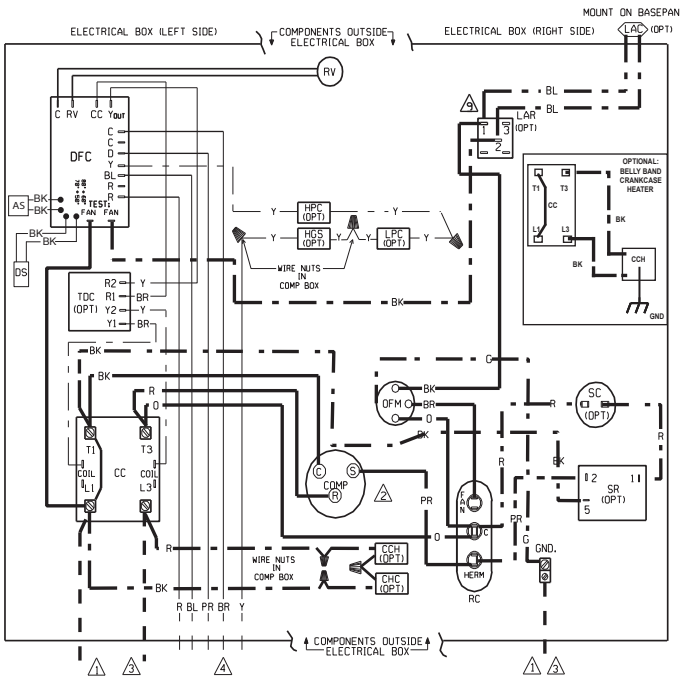 MOUNT ON BASEPAN
LAC (OPT)
ELECTRICAL BOX (LEFT SIDE)
COMPONENTS OUTSIDE
ELECTRICAL BOX
ELECTRICAL BOX (RIGHT SIDE)
RV
BL
BL
C RV CC YOUT
9
LAR
(OPT)
1 3
2
C
C
D
Y
BL
R
R
DFC
TEST:
FAN FAN
AS
BK
BK
BK
DS
BK
OPTIONAL:
BELLY BAND
CRANKCASE
HEATER
T1 T3
CC
L1 L3
BK
BK
CCH
GND
Y HPC
(OPT) Y
Y HGS
(OPT) Y Y LPC
(OPT) Y
WIRE NUTS
IN
COMP BOX
R2 Y
R1 BR
Y2 Y
Y1 BR
TDC
(OPT)
BK
BK
G
BK
R
O
OFM
BK
BR
O
BK
R
SC
(OPT)
R
T1 T3
COIL CC COIL
L1 L3
C S
COMP
R
2
PR
R
BK
2 11
SR
(OPT)
5
FAN
C
HERM
RC
O
PR
G
GND.
R
WIRE NUTS
IN
COMP BOX
CCH
(OPT)
CHC
(OPT)
BK
R BL PR BR Y
COMPONENTS OUTSIDE
ELECTRICAL BOX
1 3 4 1 3